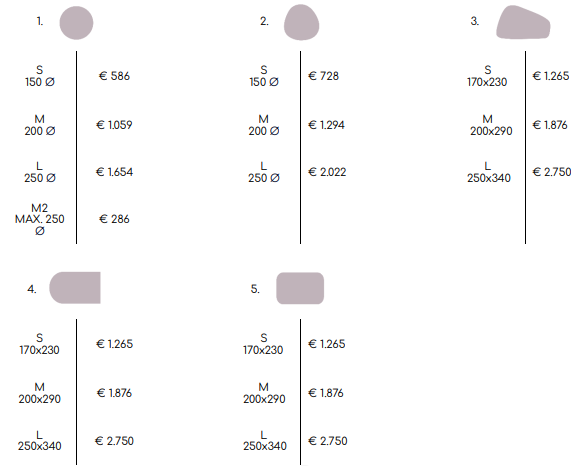 1.
S
150 Ø
€ 586
M
200 Ø
€ 1.059
L
250 Ø
€ 1.654
M2
MAX. 250
Ø
€ 286
2.
S
150 Ø
€ 728
M
200 Ø
€ 1.294
L
250 Ø
€ 2.022
3.
S
170x230
€ 1.265
M
200x290
€ 1.876
L
250x340
€ 2.750
4.
S
170x230
€ 1.265
M
200x290
€ 1.876
L
250x340
€ 2.750
5.
S
170x230
€ 1.265
M
200x290
€ 1.876
L
250x340
€ 2.750